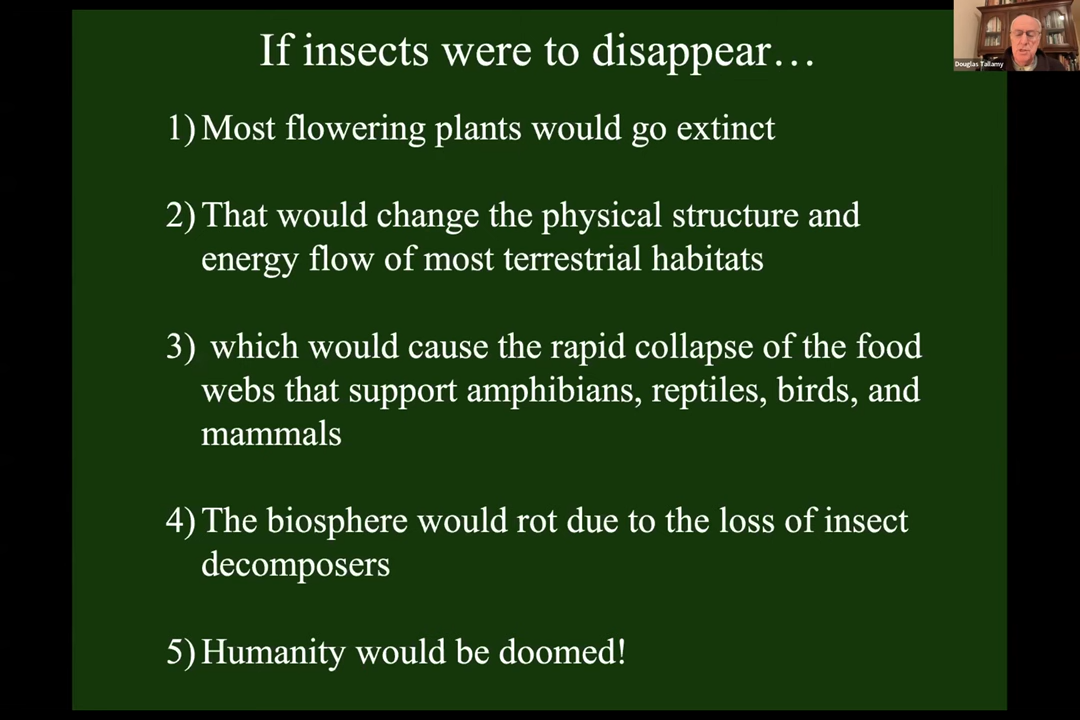 If insects were to disappear…
Douglas Tallamy
1) Most flowering plants would go extinct
2) That would change the physical structure and
energy flow of most terrestrial habitats
3) which would cause the rapid collapse of the food
webs that support amphibians, reptiles, birds, and
mammals
4) The biosphere would rot due to the loss of insect
decomposers
5) Humanity would be doomed!